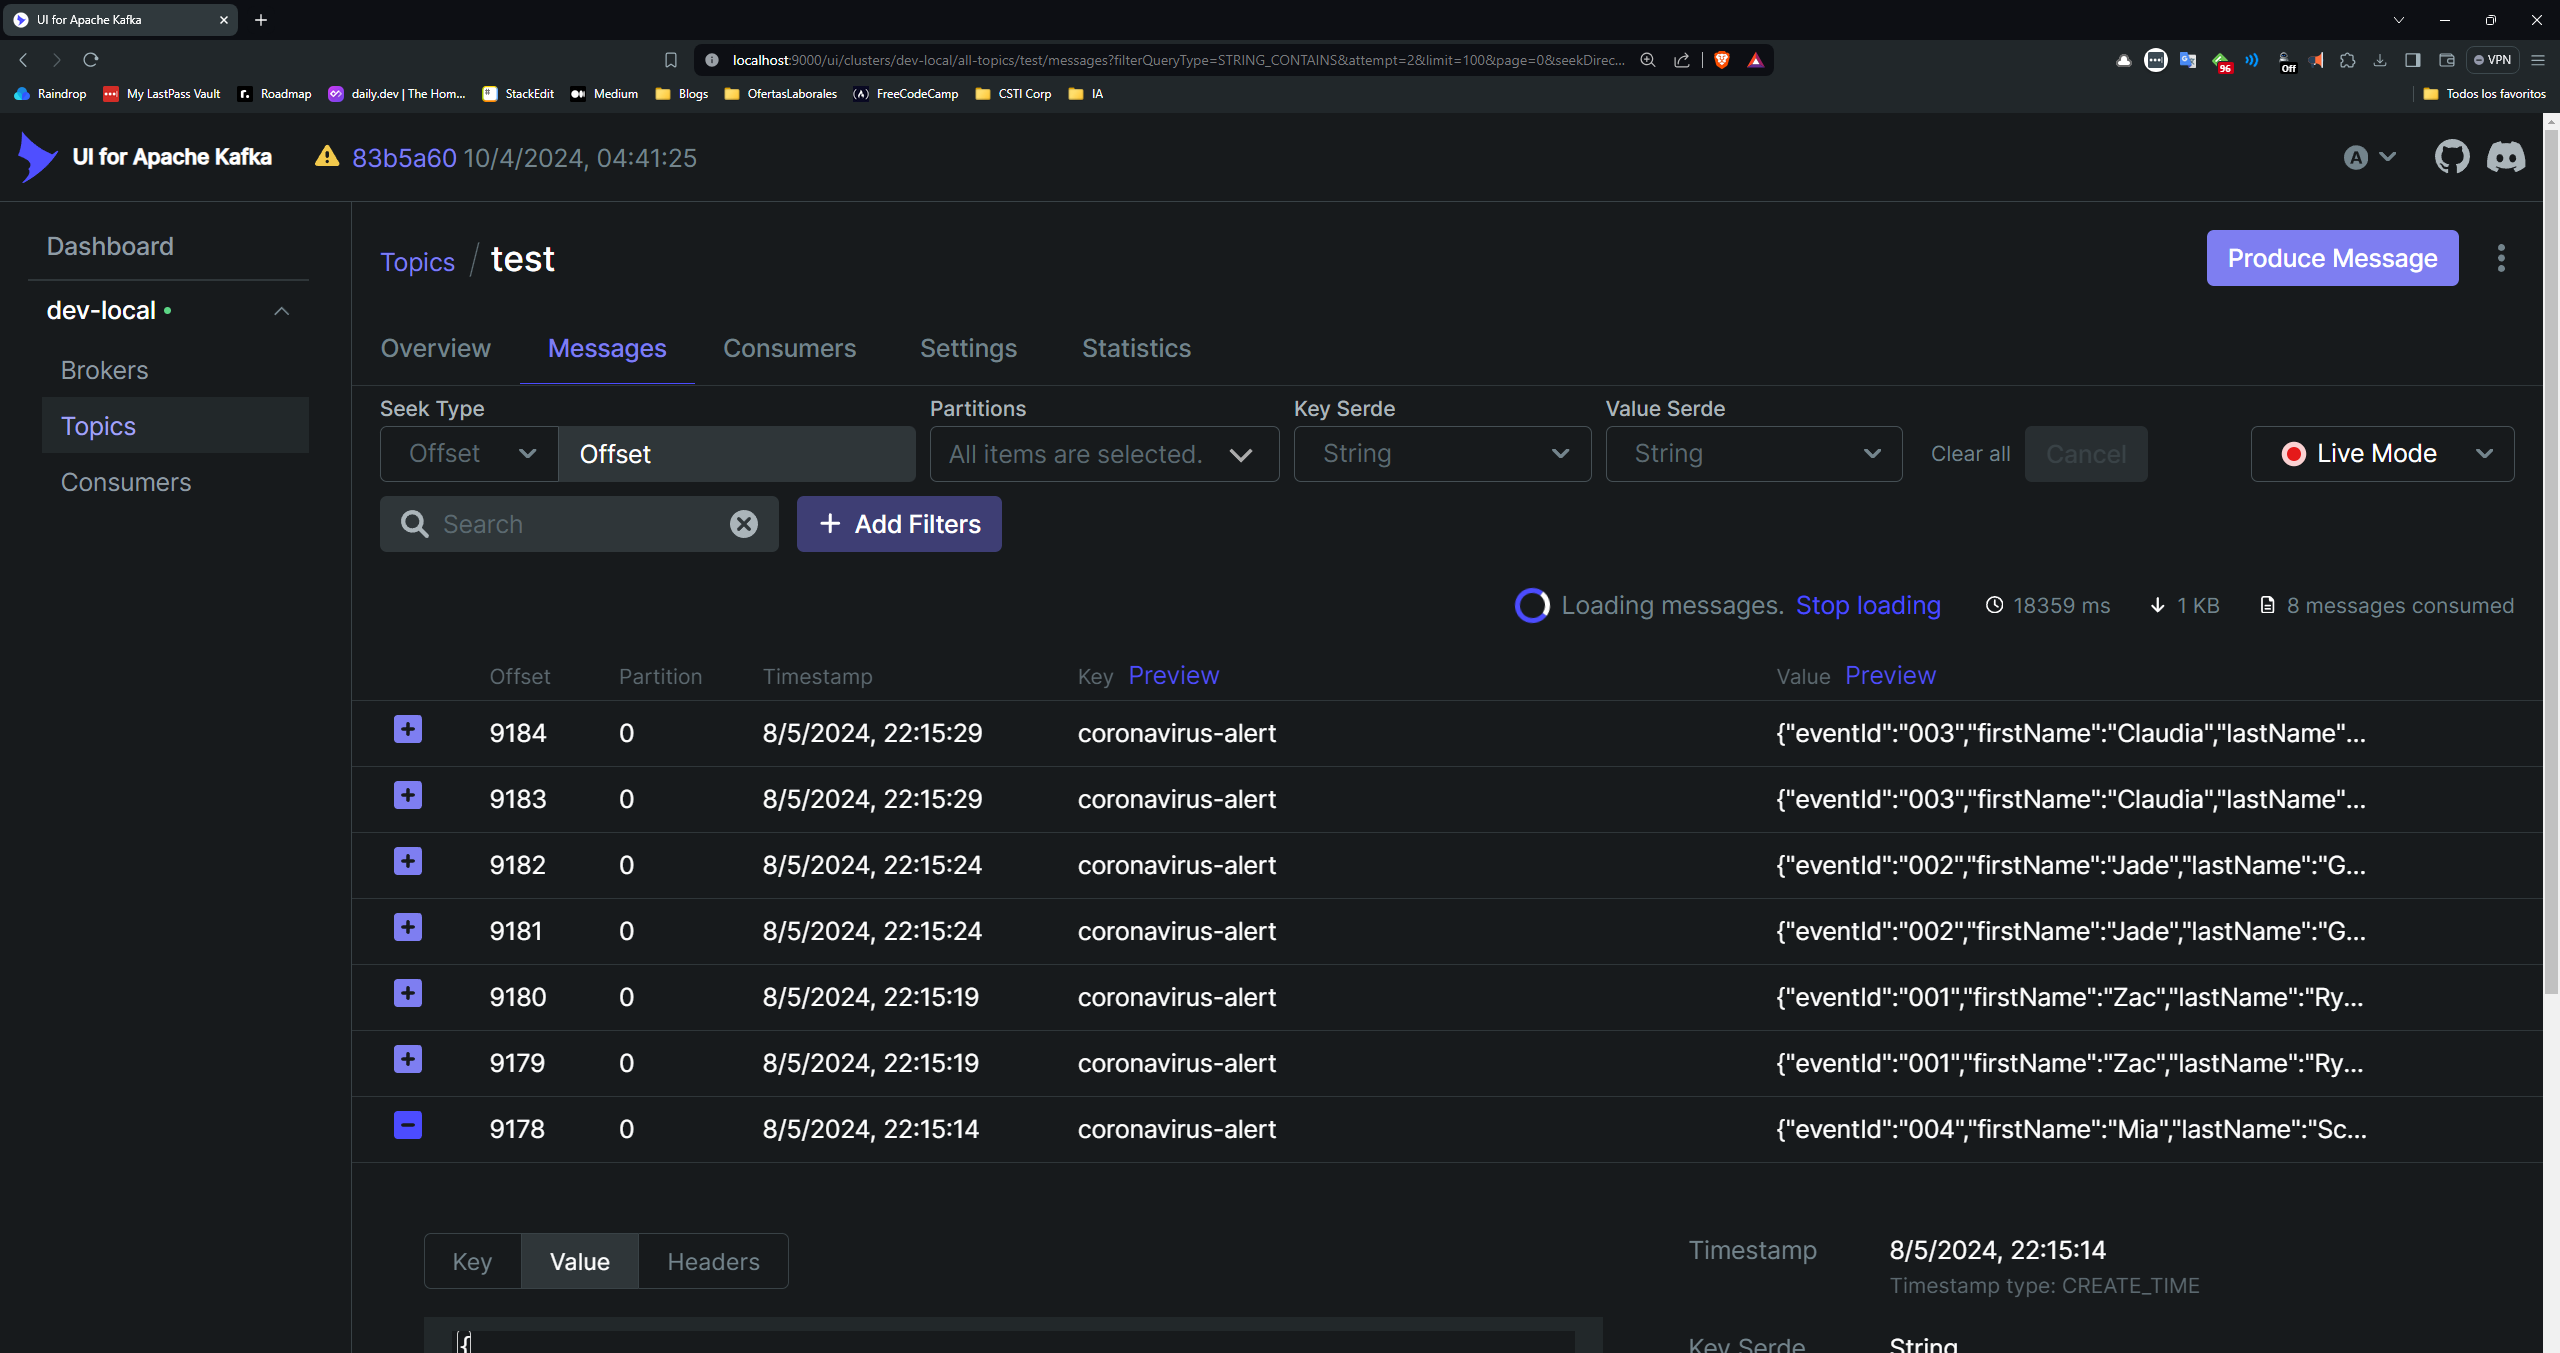 UI for Apache Kafka
localhost:9000/ui/clusters/dev-local/all-topics/test/messages?filterQueryType=STRING_CONTAINS&attempt=2&limit=100&page=0&seekDirec...
96
Off
VPN
Raindrop
My LastPass Vault
Roadmap
daily.dev | The Hom...
StackEdit
Medium
Blogs
OfertasLaborales
FreeCodeCamp
CSTI Corp
IA
Todos los favoritos
UI for Apache Kafka
83b5a60 10/4/2024, 04:41:25
A
Dashboard
dev-local
Brokers
Topics
Consumers
Topics / test
Produce Message
Overview
Messages
Consumers
Settings
Statistics
Seek Type
Partitions
Key Serde
Value Serde
Offset
Offset
All items are selected.
String
String
Clear all
Cancel
Live Mode
Search
+ Add Filters
Loading messages. Stop loading
18359 ms
1 KB
8 messages consumed
Offset Partition Timestamp Key Preview Value Preview
9184 0 8/5/2024, 22:15:29 coronavirus-alert {"eventId":"003","firstName":"Claudia","lastName"...
9183 0 8/5/2024, 22:15:29 coronavirus-alert {"eventId":"003","firstName":"Claudia","lastName"...
9182 0 8/5/2024, 22:15:24 coronavirus-alert {"eventId":"002","firstName":"Jade","lastName":"G...
9181 0 8/5/2024, 22:15:24 coronavirus-alert {"eventId":"002","firstName":"Jade","lastName":"G...
9180 0 8/5/2024, 22:15:19 coronavirus-alert {"eventId":"001","firstName":"Zac","lastName":"Ry...
9179 0 8/5/2024, 22:15:19 coronavirus-alert {"eventId":"001","firstName":"Zac","lastName":"Ry...
9178 0 8/5/2024, 22:15:14 coronavirus-alert {"eventId":"004","firstName":"Mia","lastName":"Sc...
Key
Value
Headers
Timestamp 8/5/2024, 22:15:14
Timestamp type: CREATE_TIME
{
Key Serde String